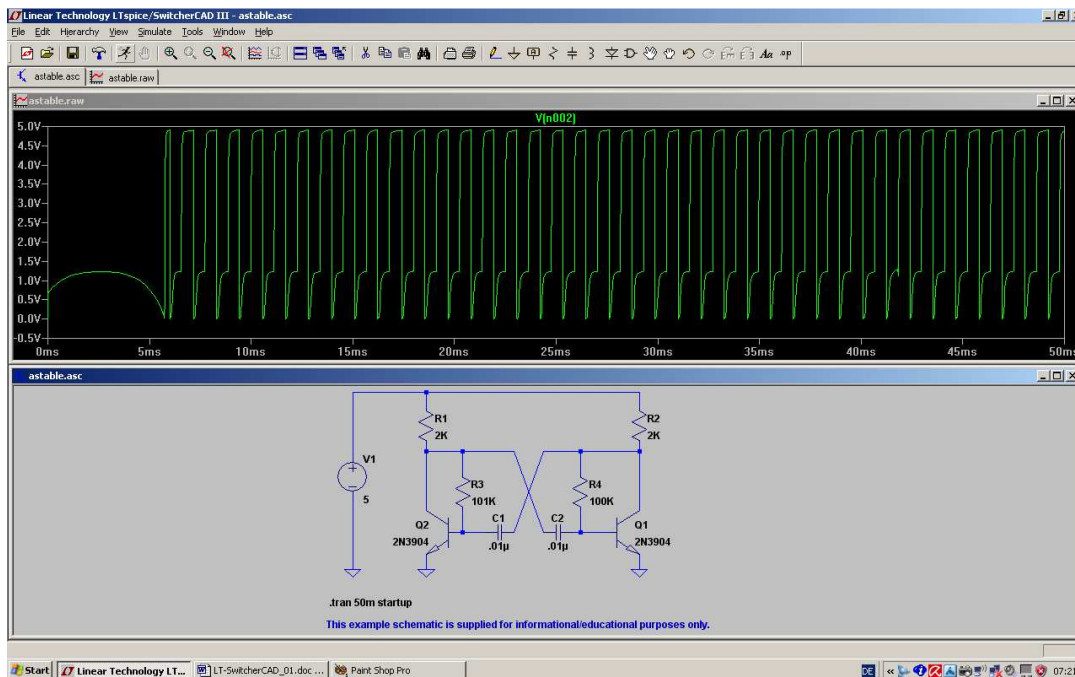 Linear Technology LTspice/SwitcherCAD III - astable.asc
File Edit Hierarchy View Simulate Tools Window Help
Aa .op
astable.asc astable.raw
astable.raw
V(n002)
5.0V
4.5V
4.0V
3.5V
3.0V
2.5V
2.0V
1.5V
1.0V
0.5V
0.0V
-0.5V
0ms 5ms 10ms 15ms 20ms 25ms 30ms 35ms 40ms 45ms 50ms
astable.asc
R1
2K
R2
2K
V1
5
R3
101K
R4
100K
C1
.01µ
C2
.01µ
Q2
2N3904
Q1
2N3904
.tran 50m startup
This example schematic is supplied for informational/educational purposes only.
Start Linear Technology LT... LT-SwitcherCAD_01.doc ... Paint Shop Pro DE « 07:21